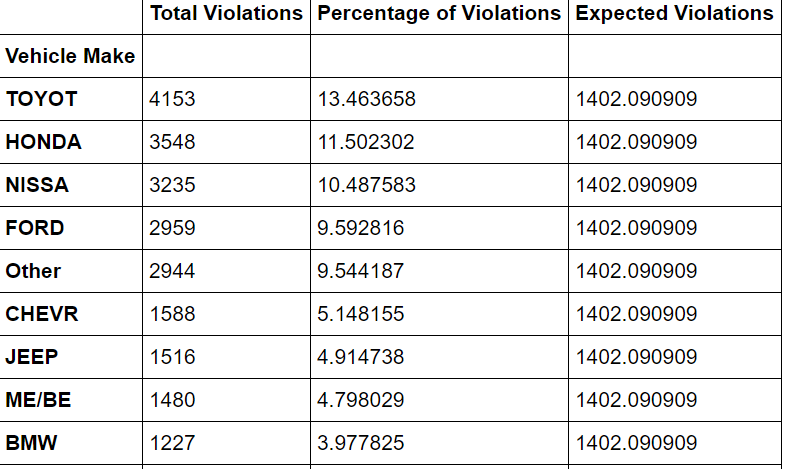 Total Violations Percentage of Violations Expected Violations
Vehicle Make
TOYOT 4153 13.463658 1402.090909
HONDA 3548 11.502302 1402.090909
NISSA 3235 10.487583 1402.090909
FORD 2959 9.592816 1402.090909
Other 2944 9.544187 1402.090909
CHEVR 1588 5.148155 1402.090909
JEEP 1516 4.914738 1402.090909
ME/BE 1480 4.798029 1402.090909
BMW 1227 3.977825 1402.090909